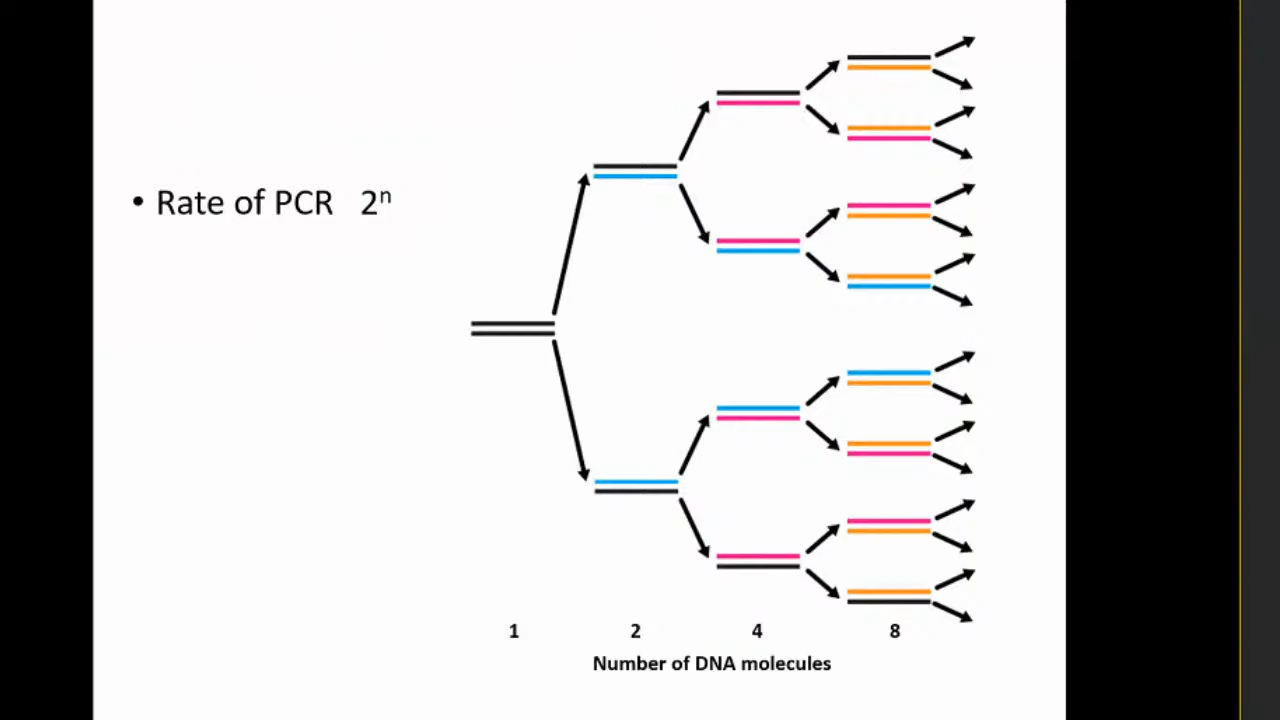 • Rate of PCR 2ⁿ
1 2 4 8
Number of DNA molecules